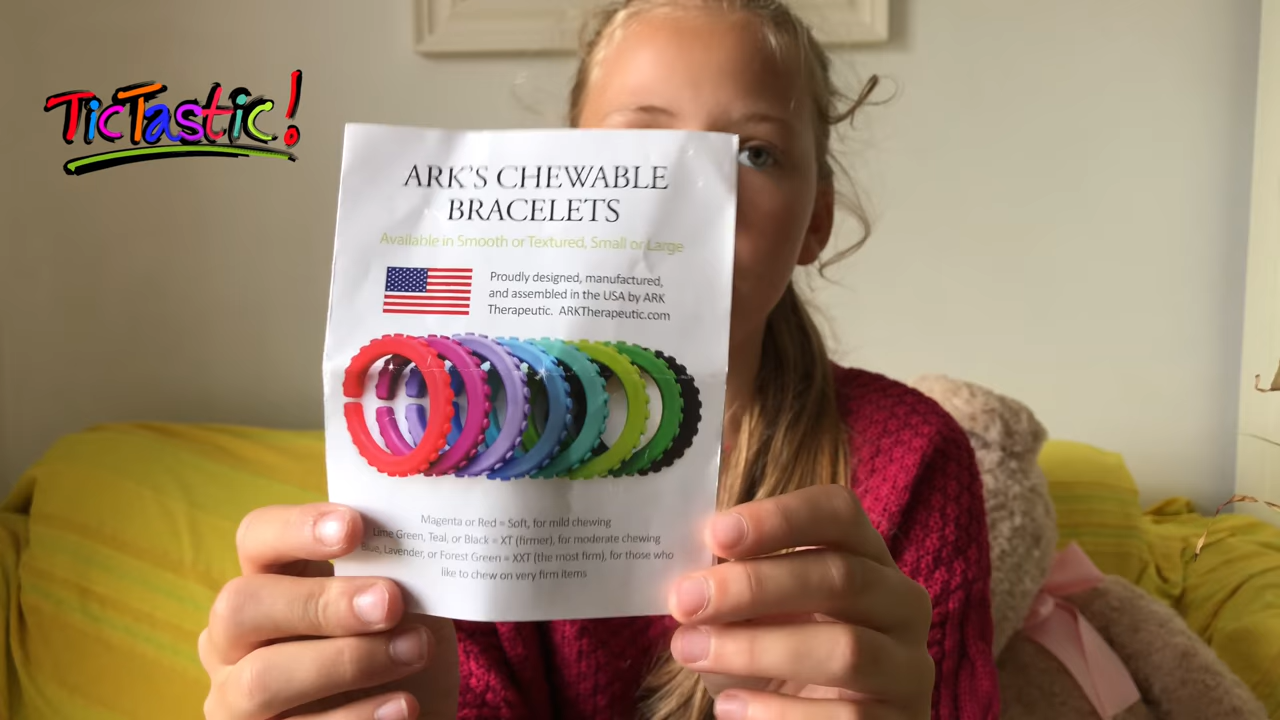 TicTastic!
ARK'S CHEWABLE
BRACELETS
Available in Smooth or Textured, Small or Large
Proudly designed, manufactured,
and assembled in the USA by ARK
Therapeutic. ARKTherapeutic.com
Magenta or Red = Soft, for mild chewing
Lime Green, Teal, or Black = XT (firmer), for moderate chewing
Blue, Lavender, or Forest Green = XXT (the most firm), for those who
like to chew on very firm items